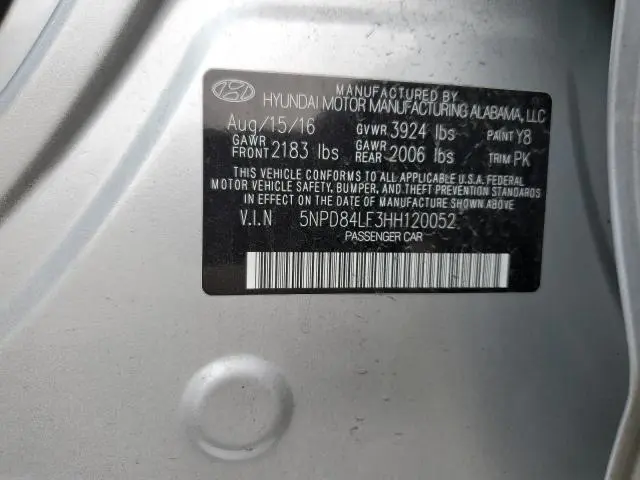 MANUFACTURED BY
HYUNDAI MOTOR MANUFACTURING ALABAMA, LLC
Aug/15/16 GVWR 3924 lbs PAINT Y8
GAWR FRONT 2183 lbs GAWR REAR 2006 lbs TRIM PK
THIS VEHICLE CONFORMS TO ALL APPLICABLE U.S.A. FEDERAL
MOTOR VEHICLE SAFETY, BUMPER, AND THEFT PREVENTION STANDARDS
IN EFFECT ON THE DATE OF MANUFACTURE SHOWN ABOVE.
V.I.N 5NPD84LF3HH120052
PASSENGER CAR